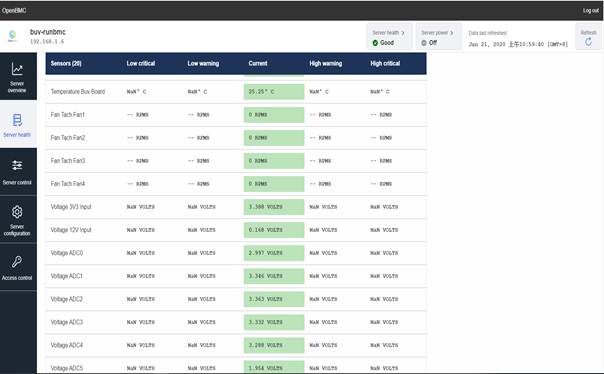 OpenBMC Log out
buv-runbmc
192.168.1.6
Server health Good
Server power Off
Data last refreshed
Jun 21, 2020 上午10:59:40 [GMT+8]
Refresh
Server overview
Server health
Server control
Server configuration
Access control
Sensors (20) Low critical Low warning Current High warning High critical
Temperature Buv Board NaN° C NaN° C 25.25° C NaN° C NaN° C
Fan Tach Fan1 -- RPMS -- RPMS 0 RPMS -- RPMS -- RPMS
Fan Tach Fan2 -- RPMS -- RPMS 0 RPMS -- RPMS -- RPMS
Fan Tach Fan3 -- RPMS -- RPMS 0 RPMS -- RPMS -- RPMS
Fan Tach Fan4 -- RPMS -- RPMS 0 RPMS -- RPMS -- RPMS
Voltage 3V3 Input NaN VOLTS NaN VOLTS 3.388 VOLTS NaN VOLTS NaN VOLTS
Voltage 12V Input NaN VOLTS NaN VOLTS 0.168 VOLTS NaN VOLTS NaN VOLTS
Voltage ADC0 NaN VOLTS NaN VOLTS 2.997 VOLTS NaN VOLTS NaN VOLTS
Voltage ADC1 NaN VOLTS NaN VOLTS 3.346 VOLTS NaN VOLTS NaN VOLTS
Voltage ADC2 NaN VOLTS NaN VOLTS 3.363 VOLTS NaN VOLTS NaN VOLTS
Voltage ADC3 NaN VOLTS NaN VOLTS 3.332 VOLTS NaN VOLTS NaN VOLTS
Voltage ADC4 NaN VOLTS NaN VOLTS 3.288 VOLTS NaN VOLTS NaN VOLTS
Voltage ADC5 NaN VOLTS NaN VOLTS 1.954 VOLTS NaN VOLTS NaN VOLTS